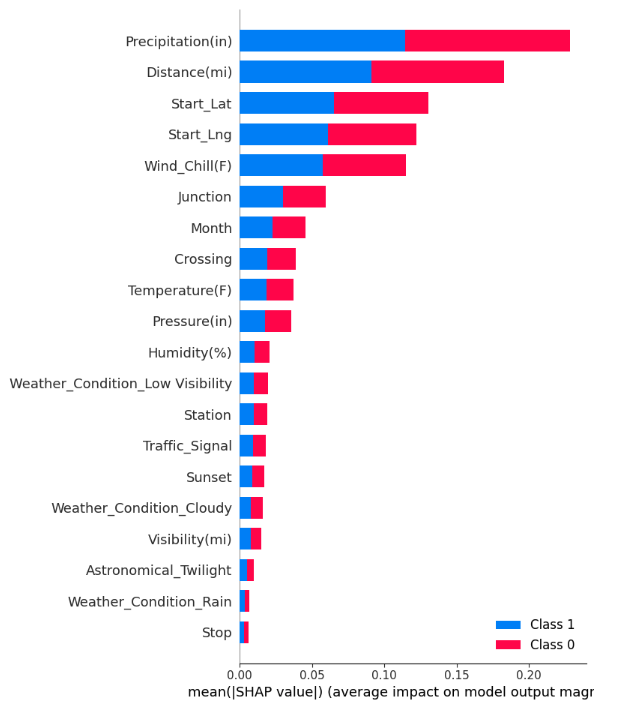 Precipitation(in)
Distance(mi)
Start_Lat
Start_Lng
Wind_Chill(F)
Junction
Month
Crossing
Temperature(F)
Pressure(in)
Humidity(%)
Weather_Condition_Low Visibility
Station
Traffic_Signal
Sunset
Weather_Condition_Cloudy
Visibility(mi)
Astronomical_Twilight
Weather_Condition_Rain
Stop
Class 1
Class 0
0.00 0.05 0.10 0.15 0.20
mean(|SHAP value|) (average impact on model output magr